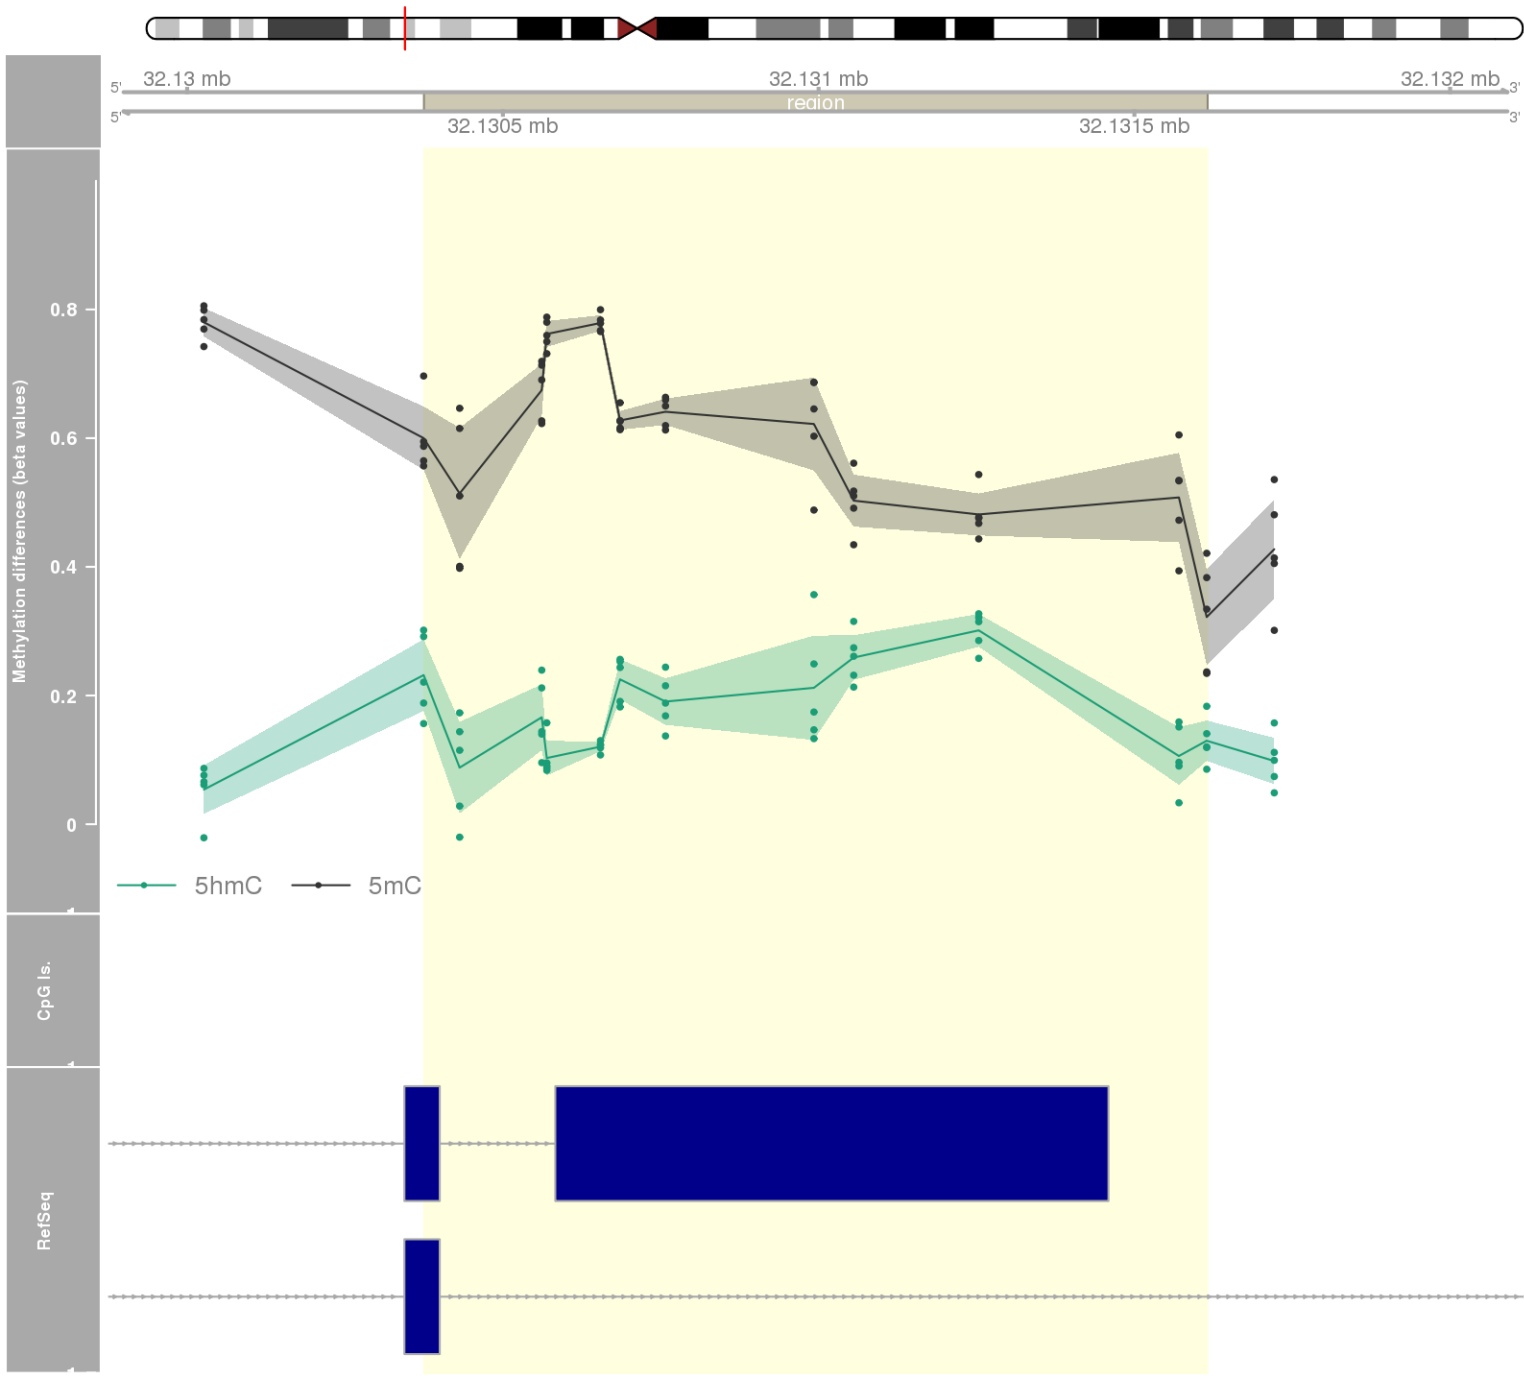 32.13 mb
32.131 mb
32.132 mb
5'
3'
region
5'
3'
32.1305 mb
32.1315 mb
Methylation differences (beta values)
0.8
0.6
0.4
0.2
0
5hmC
5mC
CpG Is.
RefSeq